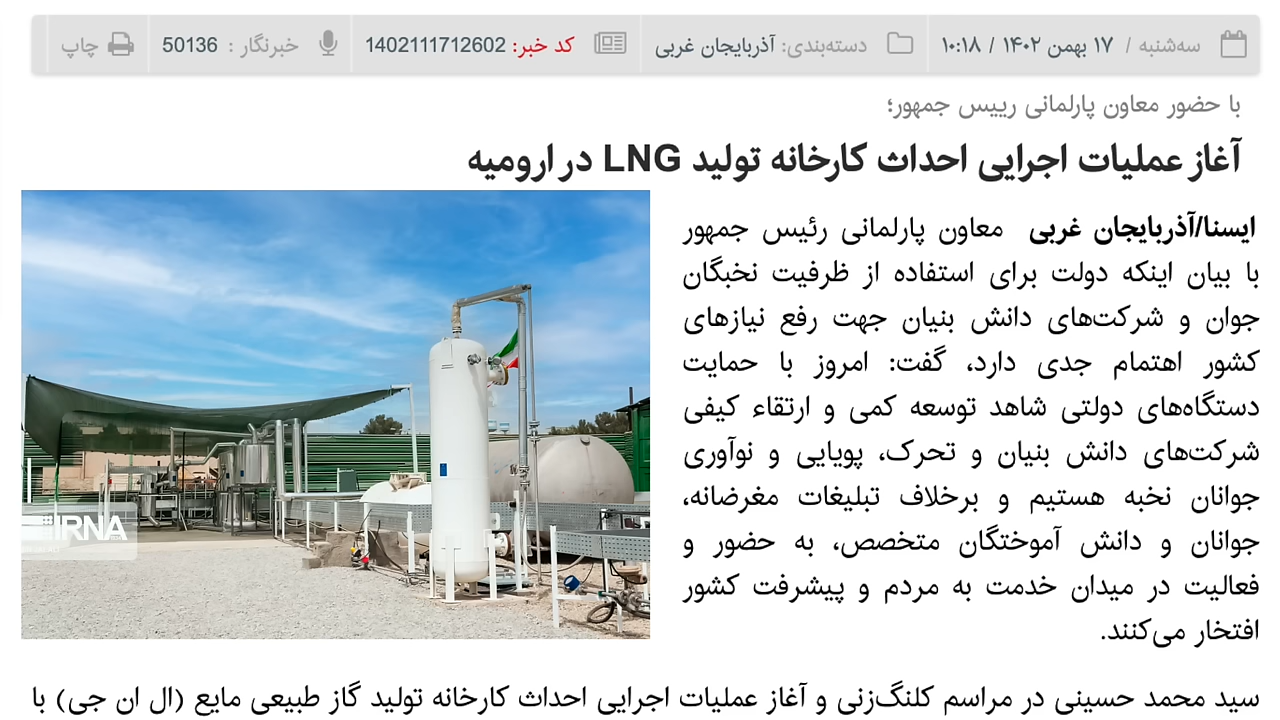 سه‌شنبه / ۱۷ بهمن ۱۴۰۲ / ۱۰:۱۸ دسته‌بندی: آذربایجان غربی کد خبر: 1402111712602 خبرنگار : 50136 چاپ
با حضور معاون پارلمانی رییس جمهور؛
آغاز عملیات اجرایی احداث کارخانه تولید LNG در ارومیه
ایسنا/آذربایجان غربی معاون پارلمانی رئیس جمهور
با بیان اینکه دولت برای استفاده از ظرفیت نخبگان
جوان و شرکت‌های دانش بنیان جهت رفع نیازهای
کشور اهتمام جدی دارد، گفت: امروز با حمایت
دستگاه‌های دولتی شاهد توسعه کمی و ارتقاء کیفی
شرکت‌های دانش بنیان و تحرک، پویایی و نوآوری
جوانان نخبه هستیم و برخلاف تبلیغات مغرضانه،
جوانان و دانش آموختگان متخصص، به حضور و
فعالیت در میدان خدمت به مردم و پیشرفت کشور
افتخار می‌کنند.
IRNA
سید محمد حسینی در مراسم کلنگ‌زنی و آغاز عملیات اجرایی احداث کارخانه تولید گاز طبیعی مایع (ال ان جی) با